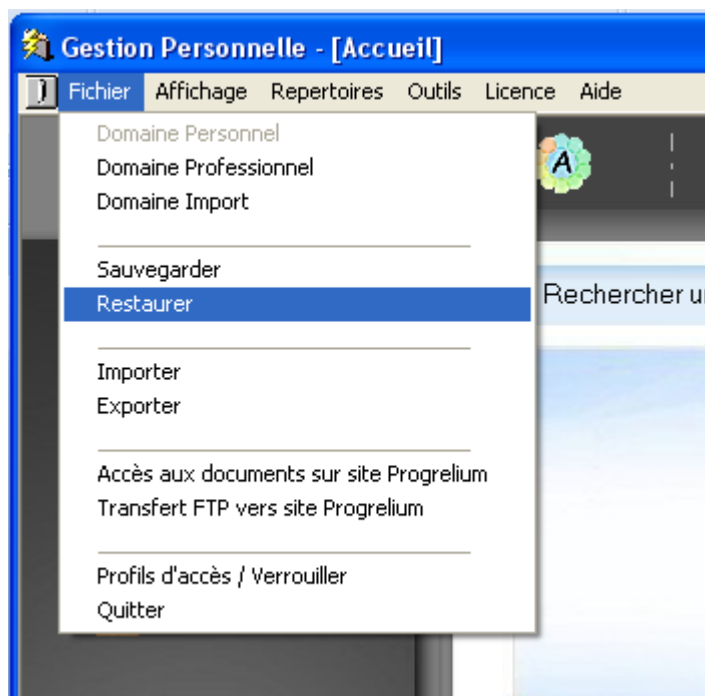 Gestion Personnelle - [Accueil]
Fichier Affichage Repertoires Outils Licence Aide
Domaine Personnel
Domaine Professionnel
Domaine Import
A
Sauvegarder
Restaurer
Rechercher
Importer
Exporter
Accès aux documents sur site Progrelium
Transfert FTP vers site Progrelium
Profils d'accès / Verrouiller
Quitter